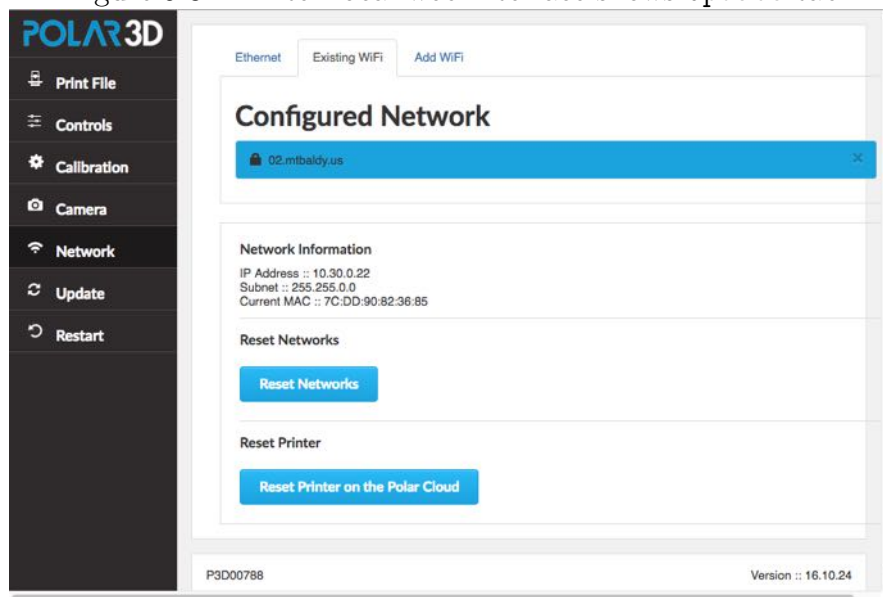 POLAR3D
Print File
Controls
Calibration
Camera
Network
Update
Restart
Ethernet
Existing WiFi
Add WiFi
Configured Network
02.mtbaldy.us
×
Network Information
IP Address :: 10.30.0.22
Subnet :: 255.255.0.0
Current MAC :: 7C:DD:90:82:36:85
Reset Networks
Reset Networks
Reset Printer
Reset Printer on the Polar Cloud
P3D00788
Version :: 16.10.24